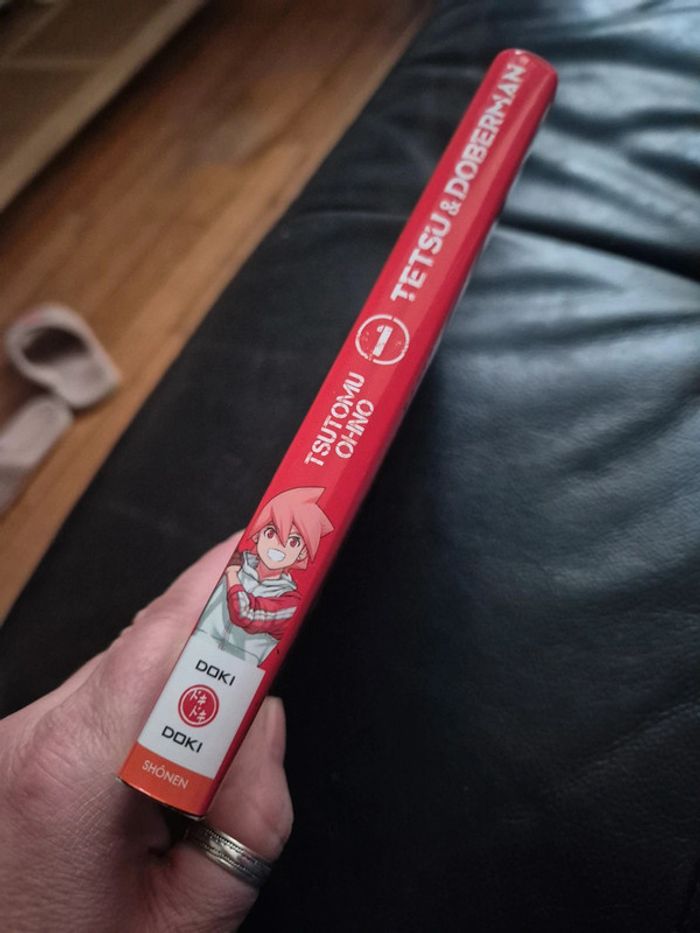 TETSU & DOBERMAN
1
TSUTOMU
OHNO
DOKI
ドキ
ドキ
DOKI
SHÔNEN